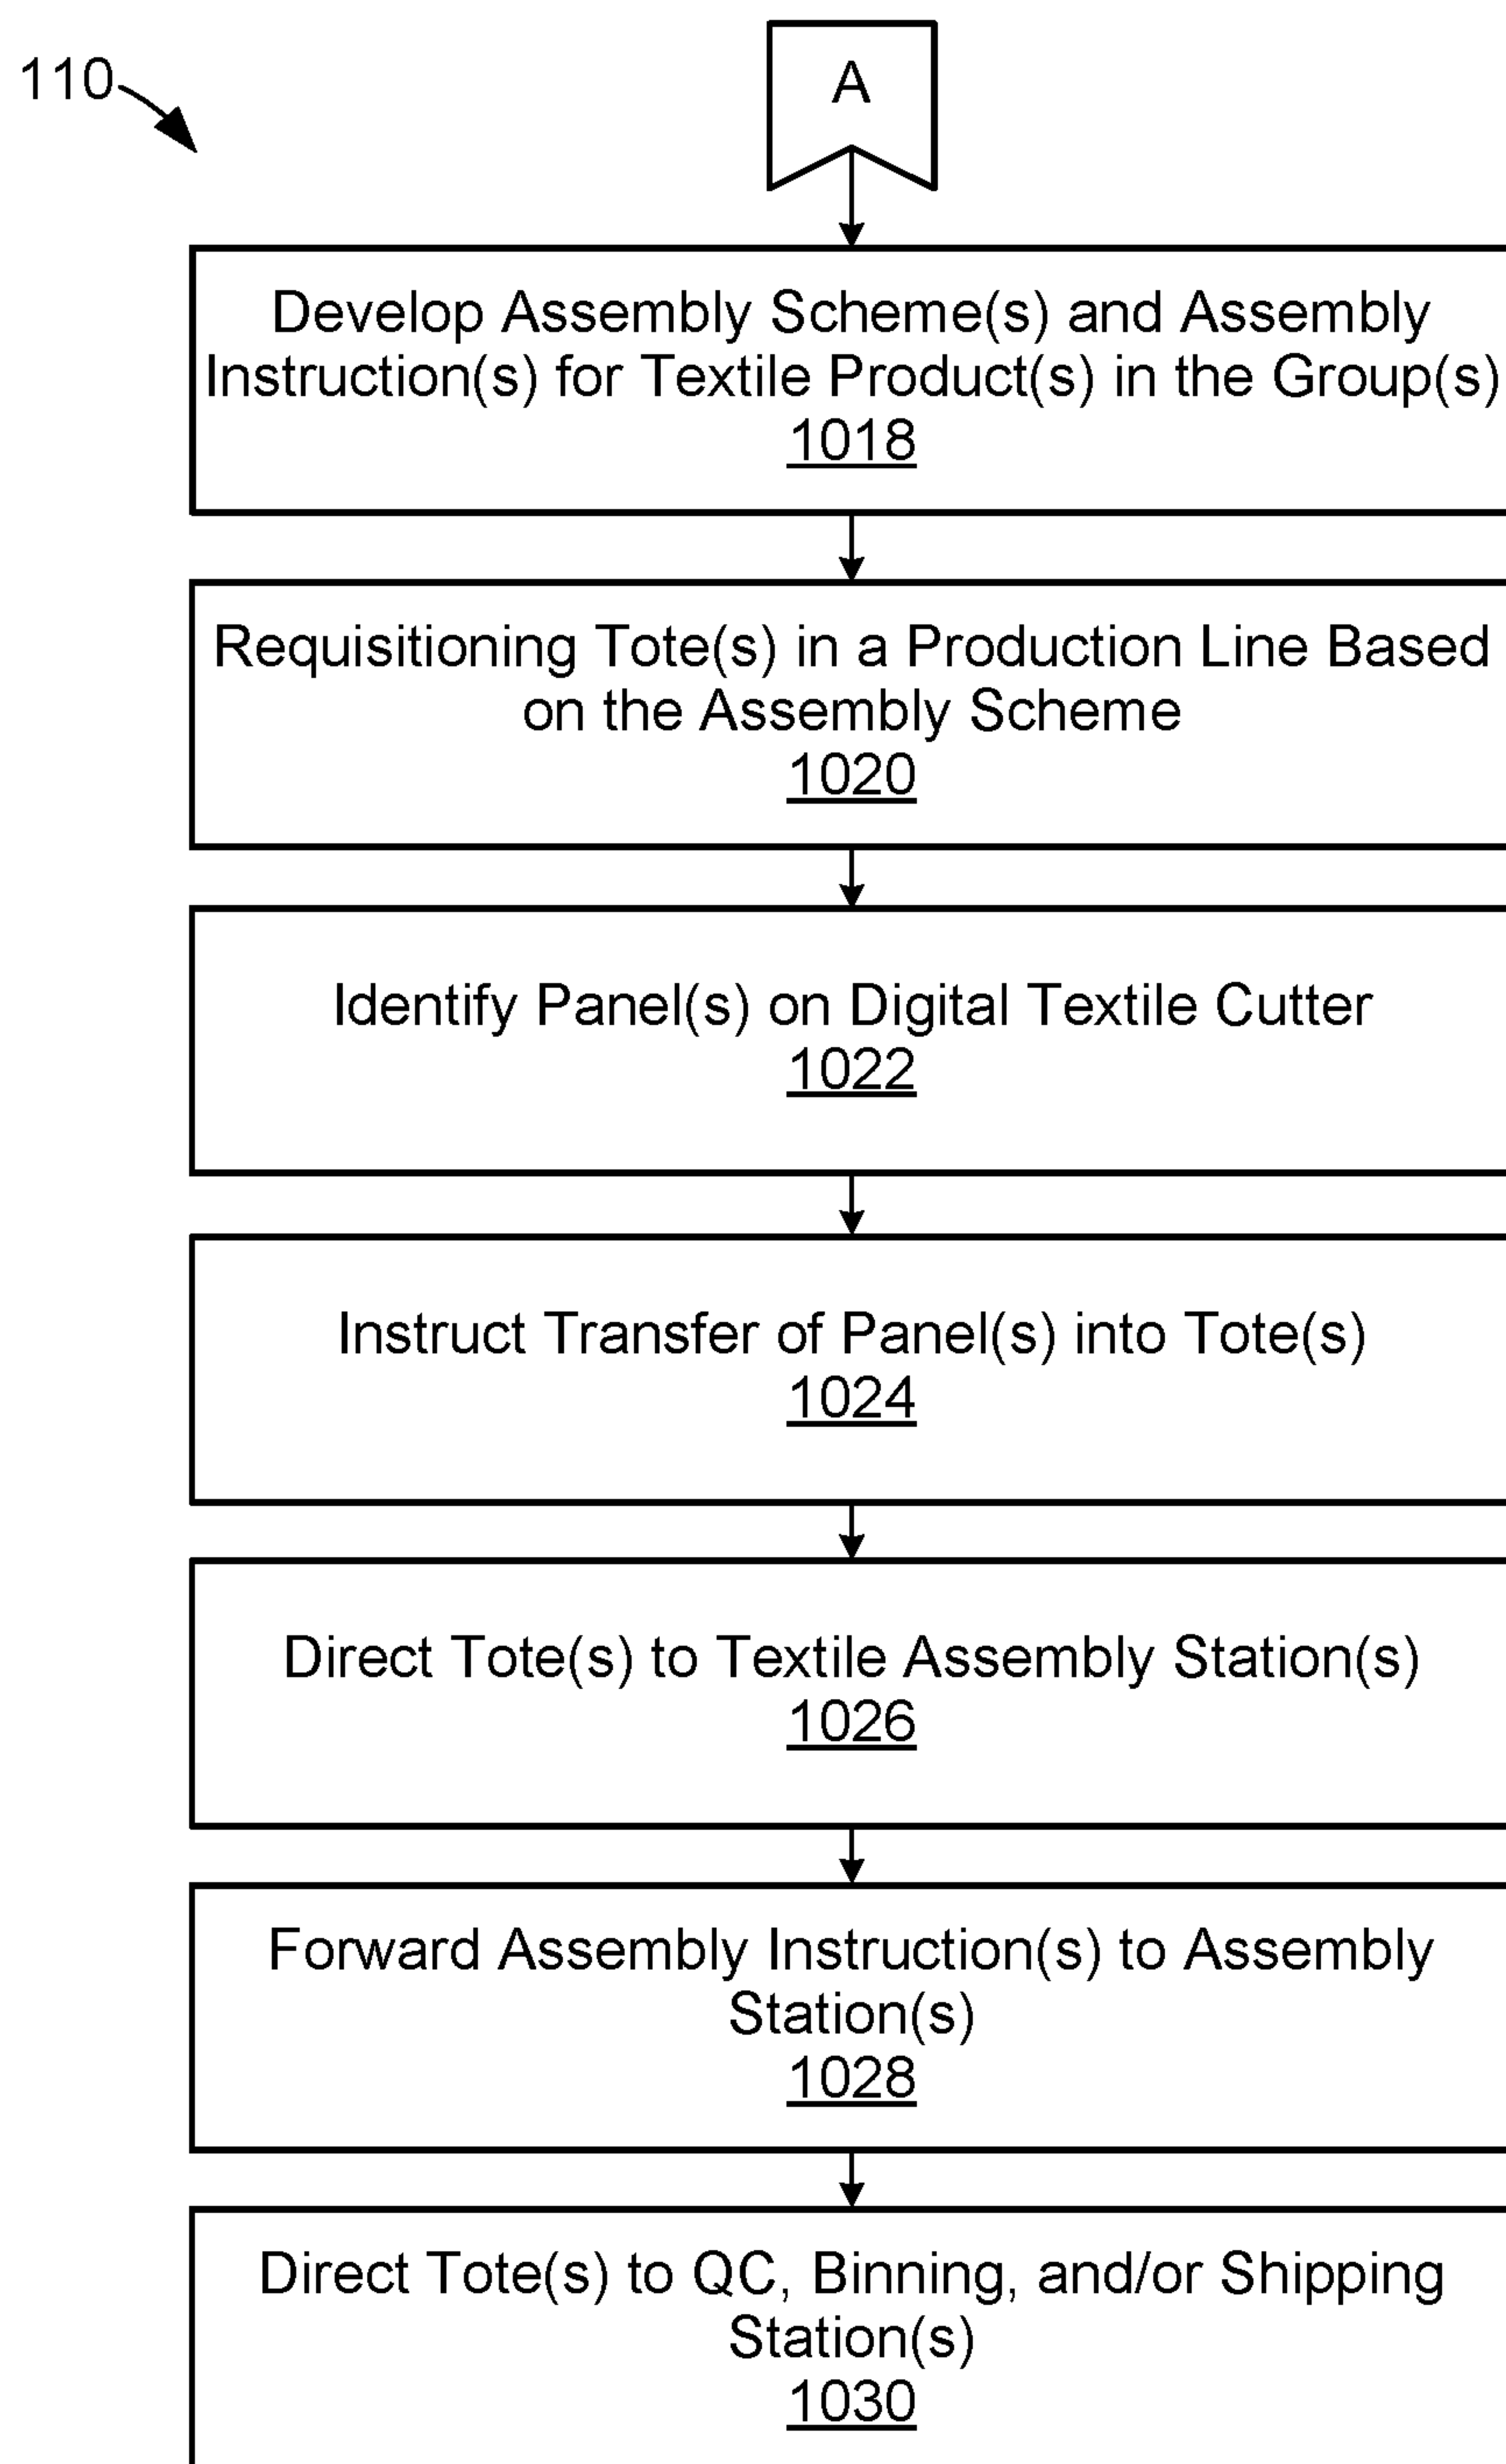 110
A
Develop Assembly Scheme(s) and Assembly
Instruction(s) for Textile Product(s) in the Group(s)
1018
Requisitioning Tote(s) in a Production Line Based
on the Assembly Scheme
1020
Identify Panel(s) on Digital Textile Cutter
1022
Instruct Transfer of Panel(s) into Tote(s)
1024
Direct Tote(s) to Textile Assembly Station(s)
1026
Forward Assembly Instruction(s) to Assembly
Station(s)
1028
Direct Tote(s) to QC, Binning, and/or Shipping
Station(s)
1030